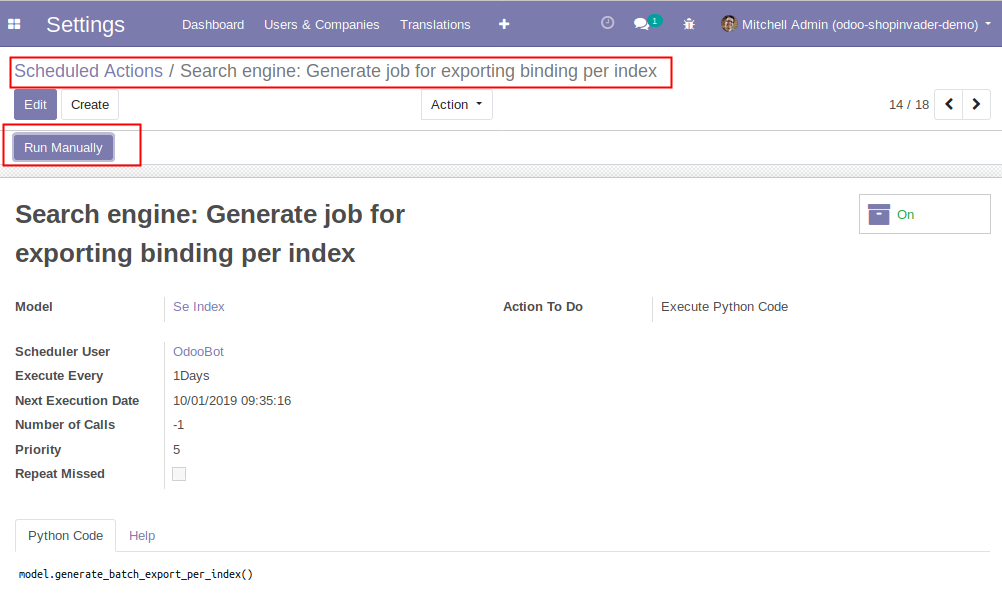 Settings Dashboard Users & Companies Translations 1 Mitchell Admin (odoo-shopinvader-demo)
Scheduled Actions / Search engine: Generate job for exporting binding per index
Edit Create Action 14 / 18
Run Manually
Search engine: Generate job for
exporting binding per index
On
Model Se Index Action To Do Execute Python Code
Scheduler User OdooBot
Execute Every 1Days
Next Execution Date 10/01/2019 09:35:16
Number of Calls -1
Priority 5
Repeat Missed
Python Code Help
model.generate_batch_export_per_index()